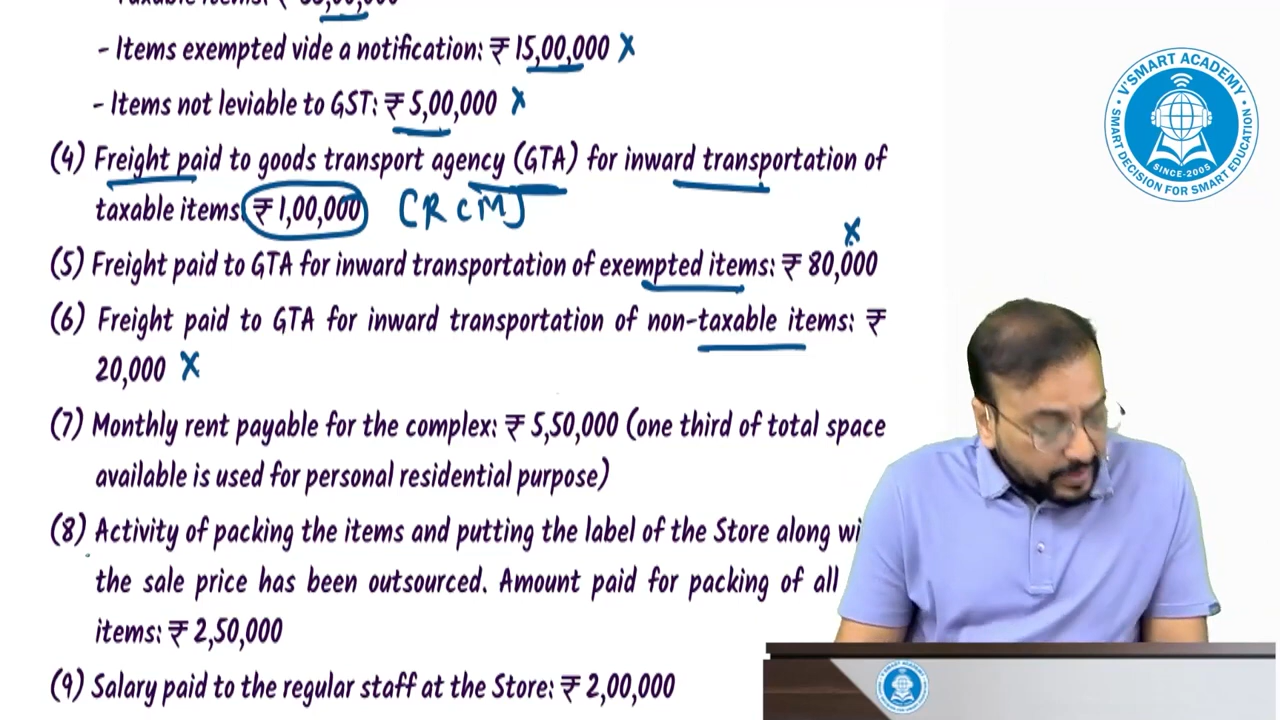 - Items exempted vide a notification: ₹ 15,00,000 X
- Items not leviable to GST: ₹ 5,00,000 X
(4) Freight paid to goods transport agency (GTA) for inward transportation of
taxable items: ₹ 1,00,000 (RCM)
X
(5) Freight paid to GTA for inward transportation of exempted items: ₹ 80,000
(6) Freight paid to GTA for inward transportation of non-taxable items: ₹
20,000 X
(7) Monthly rent payable for the complex: ₹ 5,50,000 (one third of total space
available is used for personal residential purpose)
(8) Activity of packing the items and putting the label of the Store along wi
the sale price has been outsourced. Amount paid for packing of all
items: ₹ 2,50,000
(9) Salary paid to the regular staff at the Store: ₹ 2,00,000
V'SMART ACADEMY
SINCE-2005
SMART DECISION FOR SMART EDUCATION